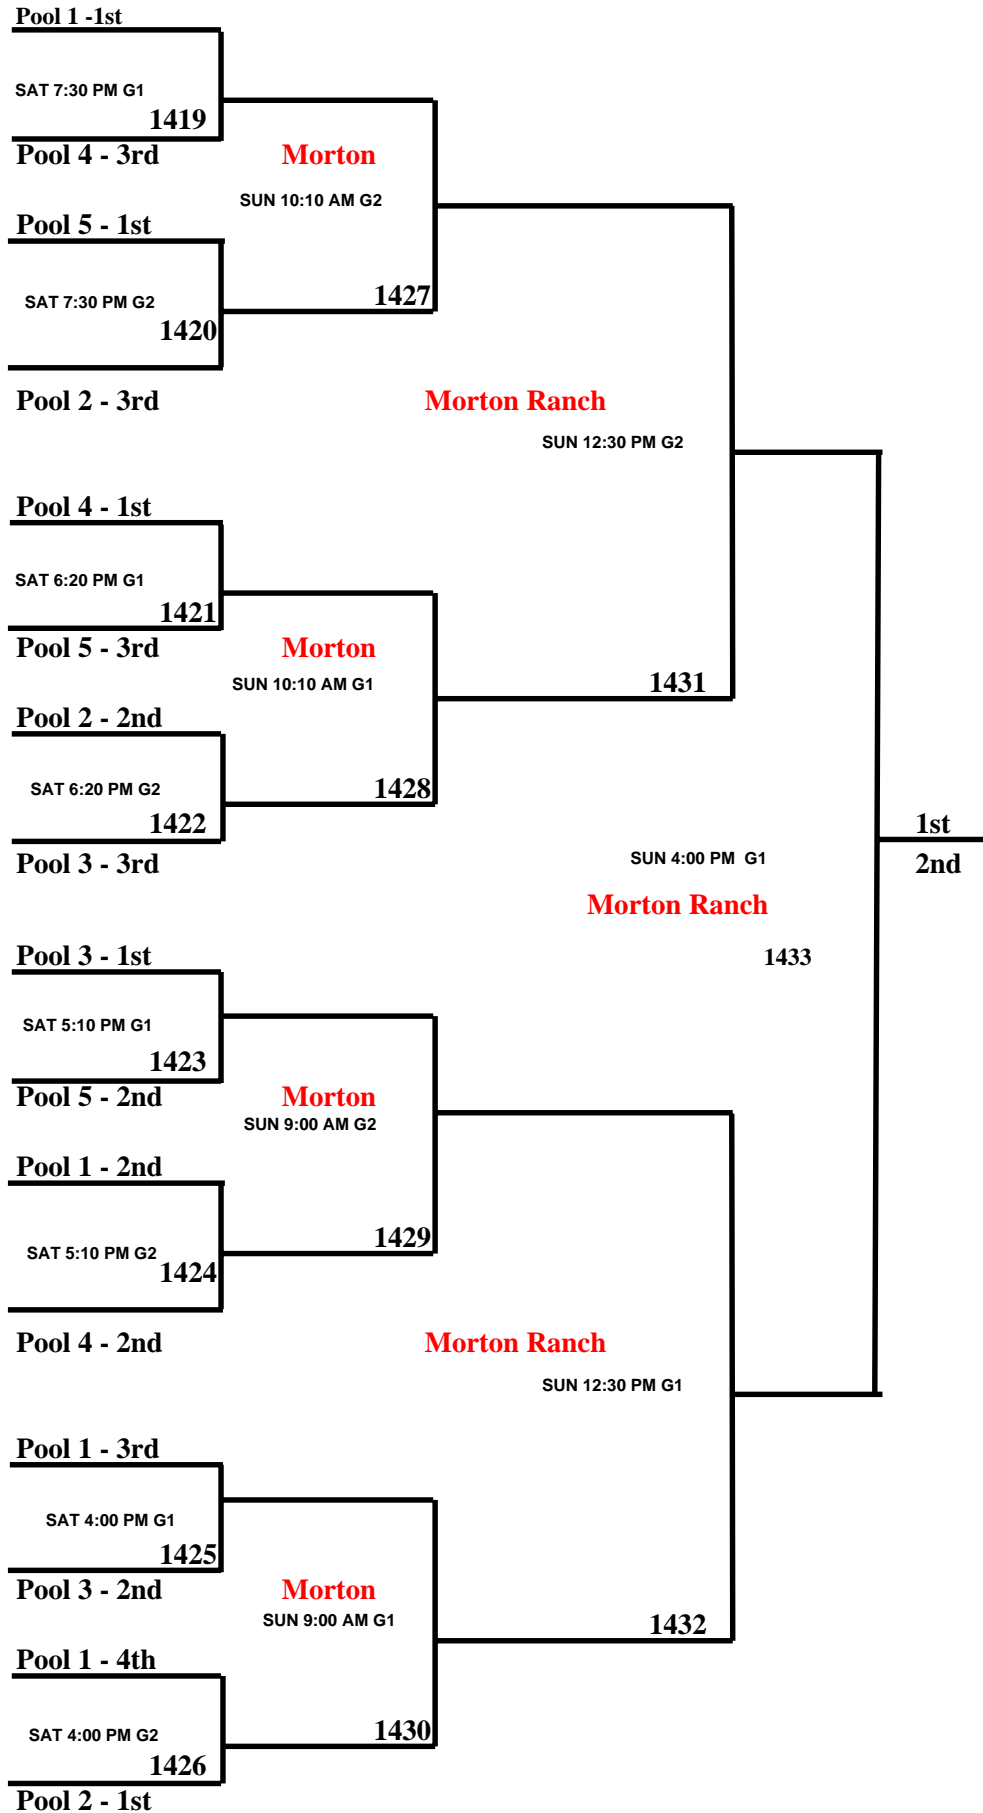 Pool 1 -1st
SAT 7:30 PM G1
1419
Pool 4 - 3rd
Morton
SUN 10:10 AM G2
Pool 5 - 1st
SAT 7:30 PM G2
1427
1420
Pool 2 - 3rd
Morton Ranch
SUN 12:30 PM G2
Pool 4 - 1st
SAT 6:20 PM G1
1421
Pool 5 - 3rd
Morton
SUN 10:10 AM G1
1431
Pool 2 - 2nd
SAT 6:20 PM G2
1428
1422
Pool 3 - 3rd
1st
2nd
SUN 4:00 PM G1
Morton Ranch
1433
Pool 3 - 1st
SAT 5:10 PM G1
1423
Pool 5 - 2nd
Morton
SUN 9:00 AM G2
Pool 1 - 2nd
1429
SAT 5:10 PM G2
1424
Pool 4 - 2nd
Morton Ranch
SUN 12:30 PM G1
Pool 1 - 3rd
SAT 4:00 PM G1
1425
Pool 3 - 2nd
Morton
SUN 9:00 AM G1
1432
Pool 1 - 4th
SAT 4:00 PM G2
1430
1426
Pool 2 - 1st